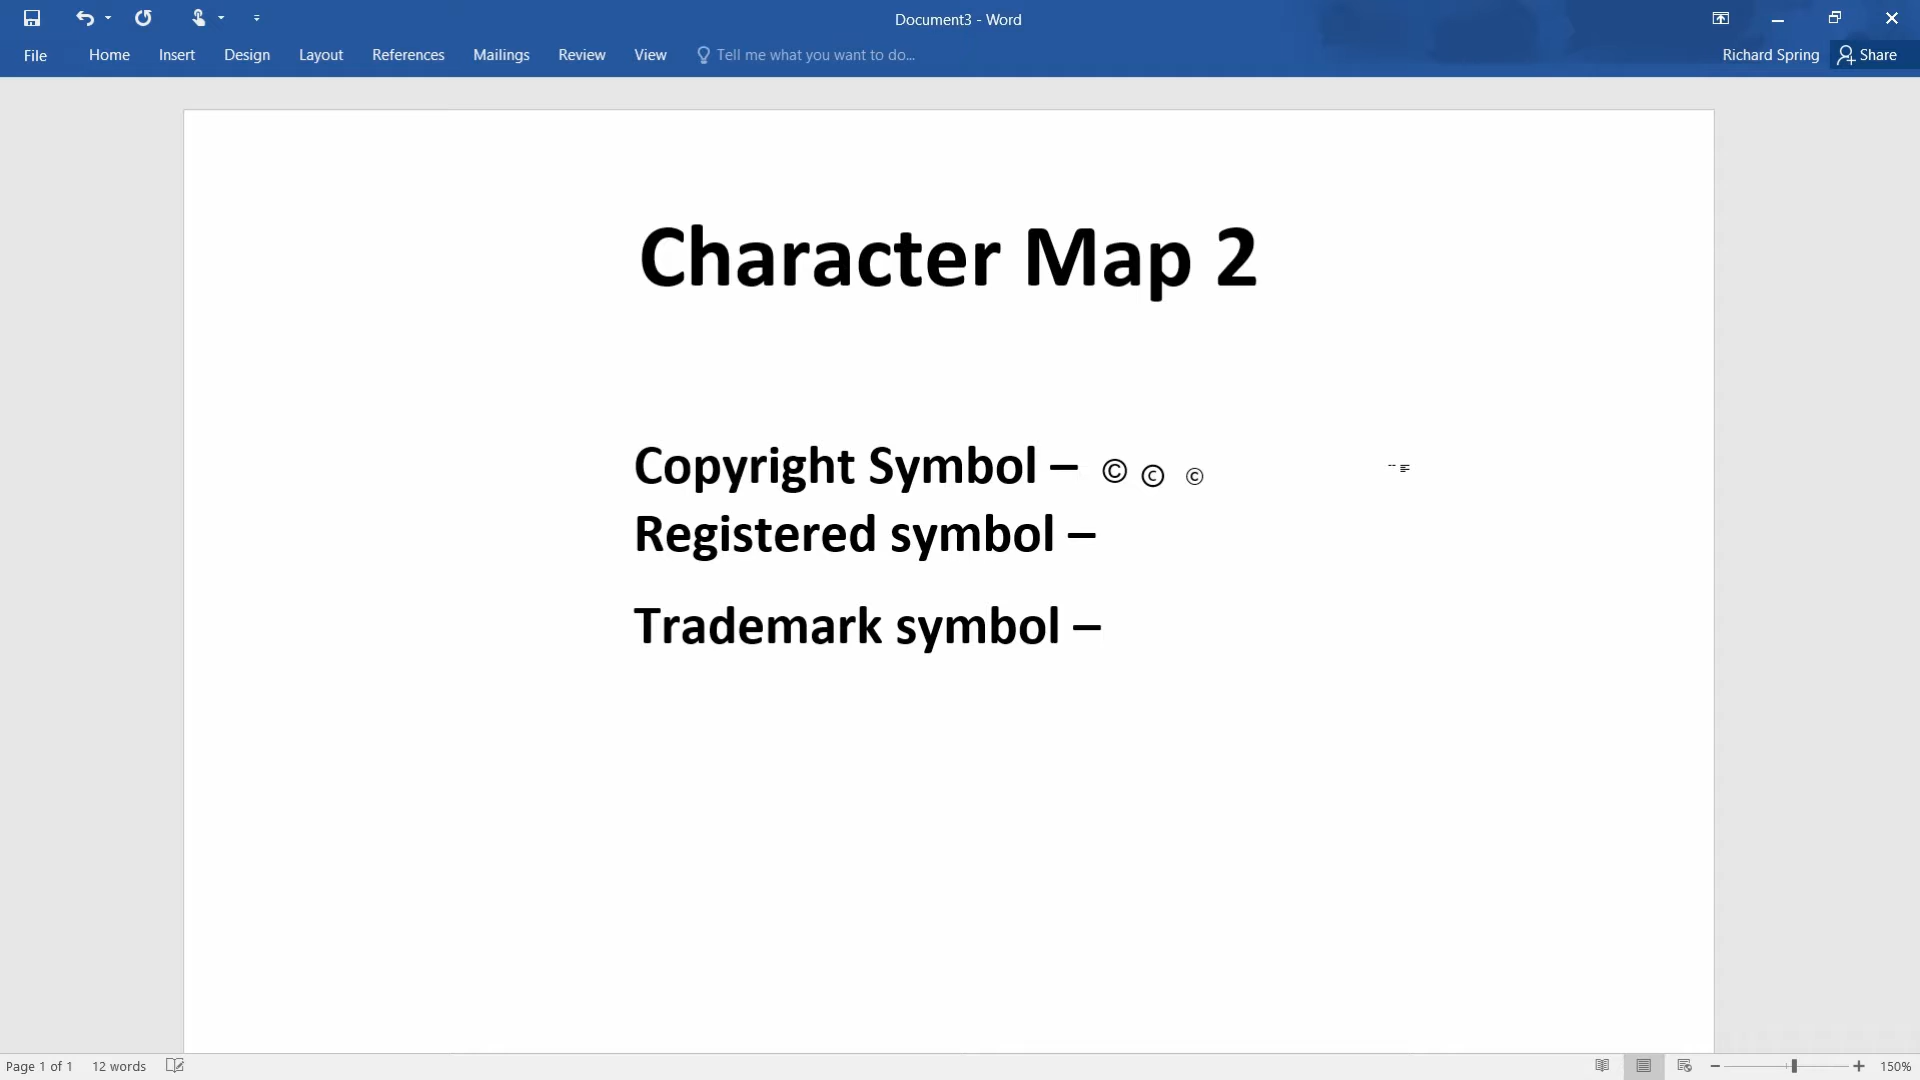 Document3 - Word
File Home Insert Design Layout References Mailings Review View Tell me what you want to do... Richard Spring Share
Character Map 2
Copyright Symbol – © © ©
Registered symbol –
Trademark symbol –
Page 1 of 1 12 words 150%